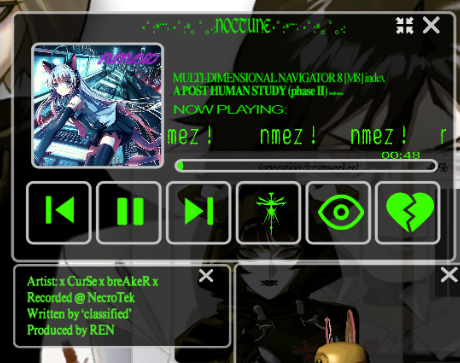 NOCTUNE
MULTI-DIMENSIONAL NAVIGATOR 8 [M8] index
A POST HUMAN STUDY (phase II)
NOW PLAYING:
mez! nmez! nmez!
00:48
%
Artist: x CurSe x breAkeR x
Recorded @ NecroTek
Written by 'classified'
Produced by REN